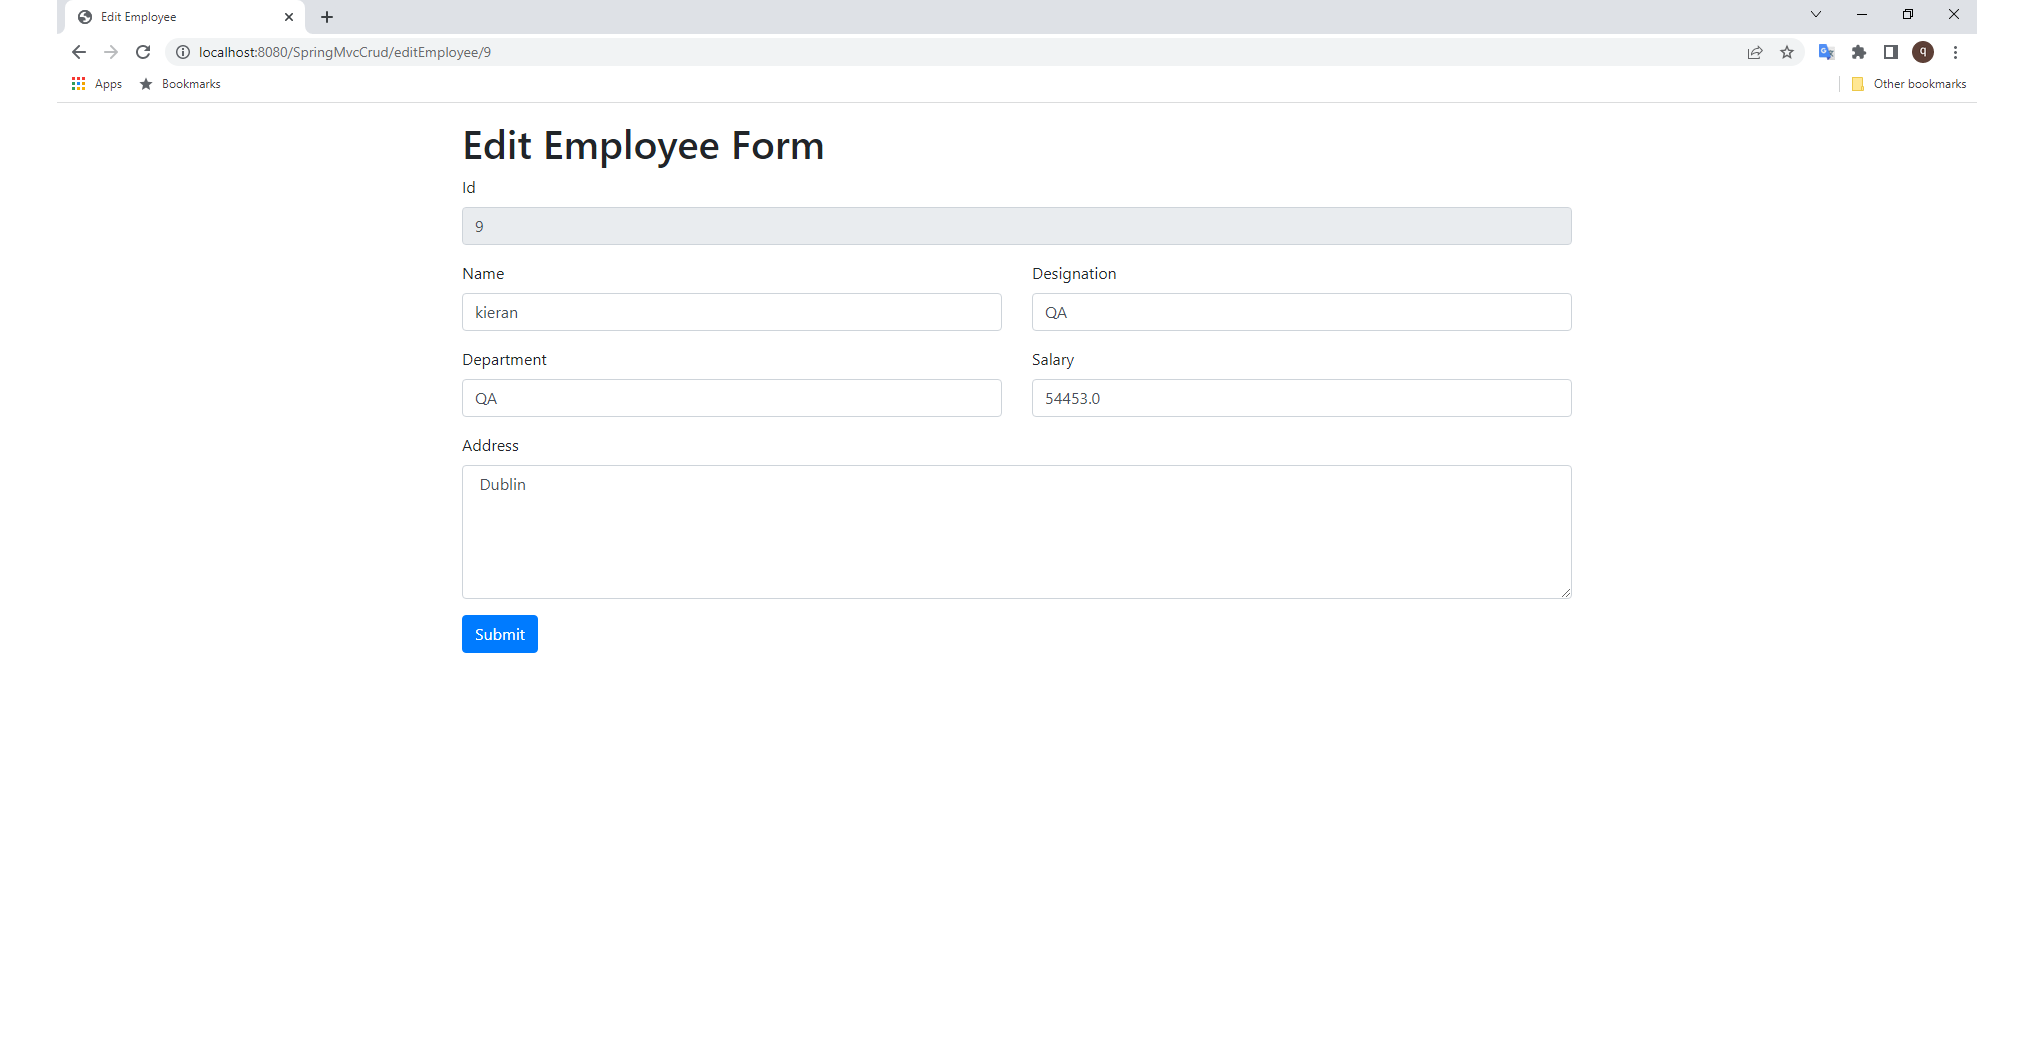 Edit Employee
localhost:8080/SpringMvcCrud/editEmployee/9
q
Apps Bookmarks Other bookmarks
Edit Employee Form
Id
9
Name Designation
kieran QA
Department Salary
QA 54453.0
Address
Dublin
Submit